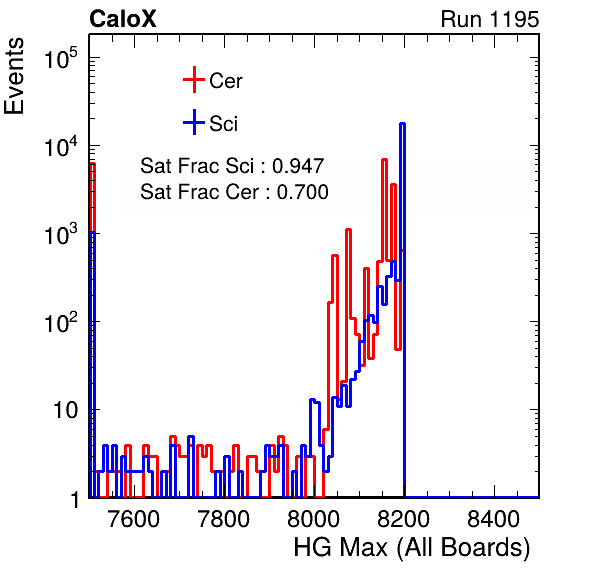 CaloX Run 1195
Events
10^5
10^4
10^3
10^2
10
1
Cer
Sci
Sat Frac Sci : 0.947
Sat Frac Cer : 0.700
7600 7800 8000 8200 8400
HG Max (All Boards)